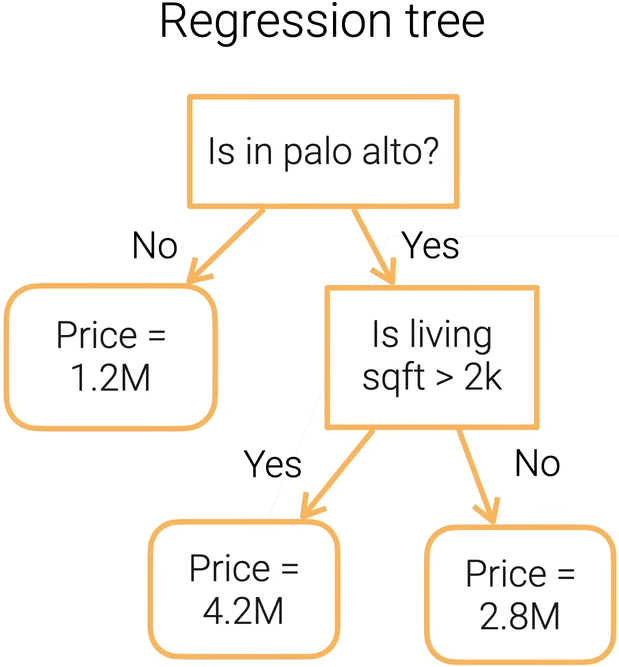 Regression tree
Is in palo alto?
No
Yes
Price =
1.2M
Is living
sqft > 2k
Yes
No
Price =
4.2M
Price =
2.8M